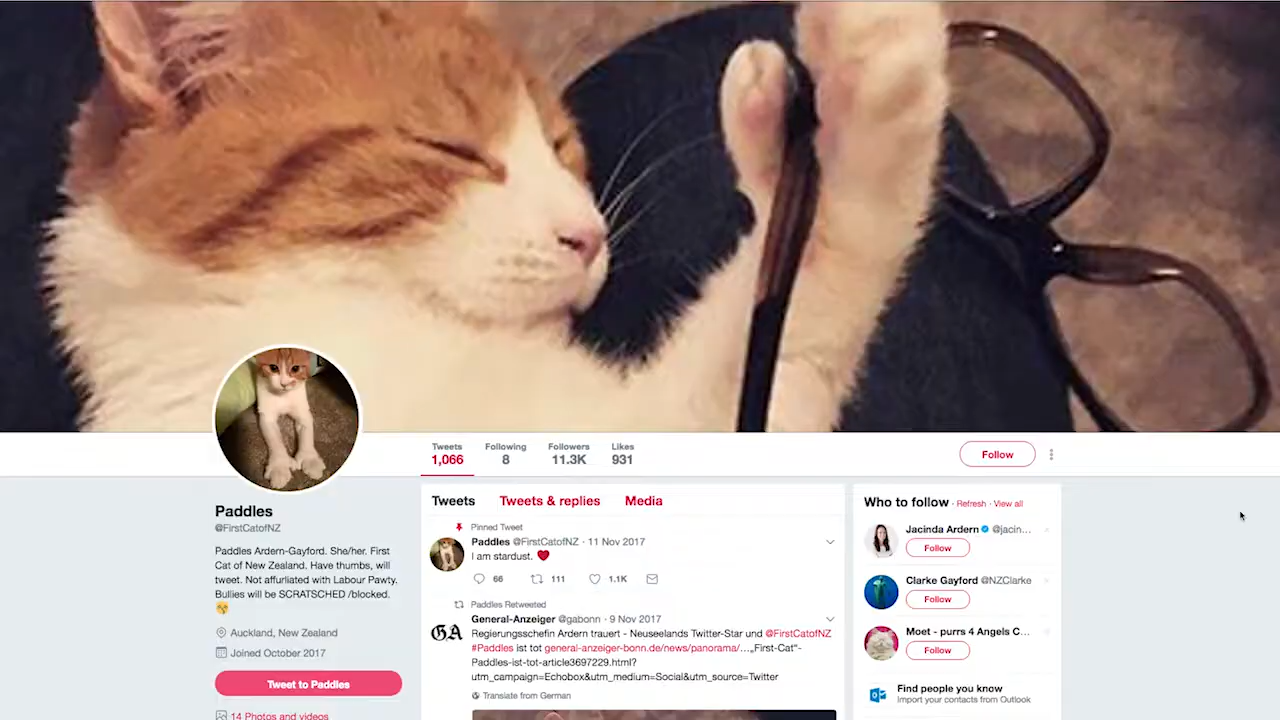 Tweets
1,066
Following
8
Followers
11.3K
Likes
931
Follow
Paddles
@FirstCatofNZ
Paddles Ardern-Gayford. She/her. First
Cat of New Zealand. Have thumbs, will
tweet. Not affurliated with Labour Pawty.
Bullies will be SCRATSCHED /blocked.
Auckland, New Zealand
Joined October 2017
Tweet to Paddles
14 Photos and videos
Tweets Tweets & replies Media
Pinned Tweet
Paddles @FirstCatofNZ · 11 Nov 2017
I am stardust.
66 111 1.1K
Paddles Retweeted
General-Anzeiger @gabonn · 9 Nov 2017
GA
Regierungsschefin Ardern trauert - Neuseelands Twitter-Star und @FirstCatofNZ
#Paddles ist tot general-anzeiger-bonn.de/news/panorama/…„First-Cat“-
Paddles-ist-tot-article3697229.html?
utm_campaign=Echobox&utm_medium=Social&utm_source=Twitter
Translate from German
Who to follow · Refresh · View all
Jacinda Ardern @jacin...
Follow
Clarke Gayford @NZClarke
Follow
Moet - purrs 4 Angels C...
Follow
Find people you know
Import your contacts from Outlook